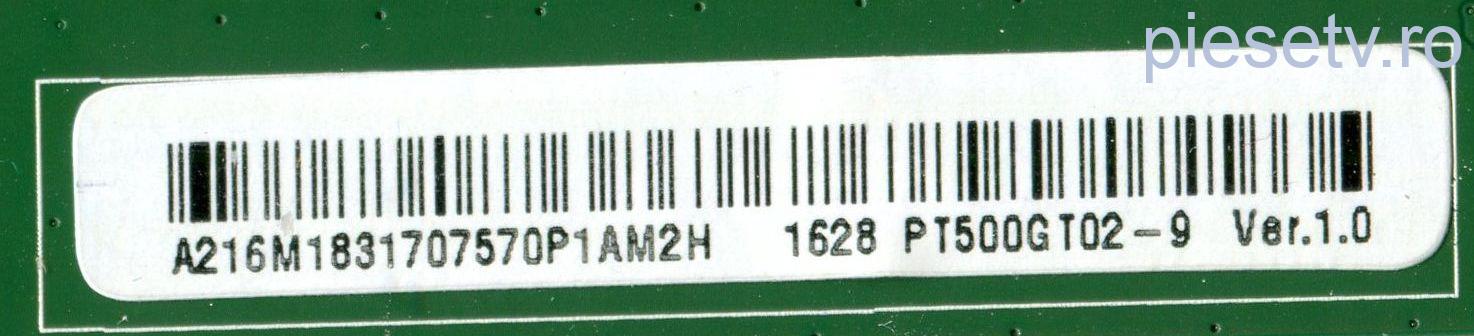 piesetv.ro
A216M1831707570P1AM2H 1628 PT500GT02-9 Ver.1.0